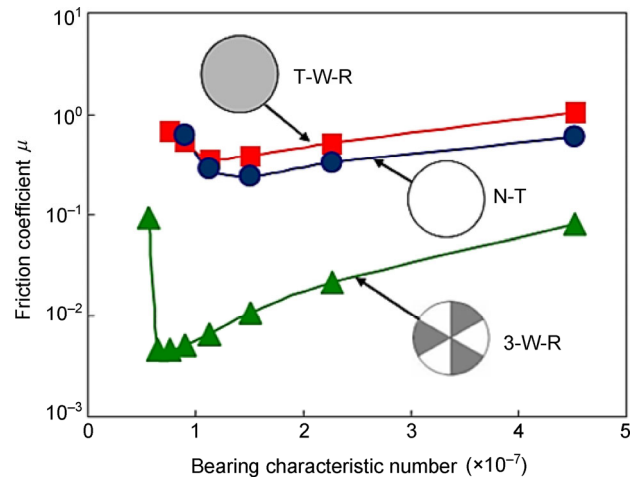 10¹
10⁰
10⁻¹
10⁻²
10⁻³
Friction coefficient μ
T-W-R
N-T
3-W-R
0 1 2 3 4 5
Bearing characteristic number (×10⁻⁷)